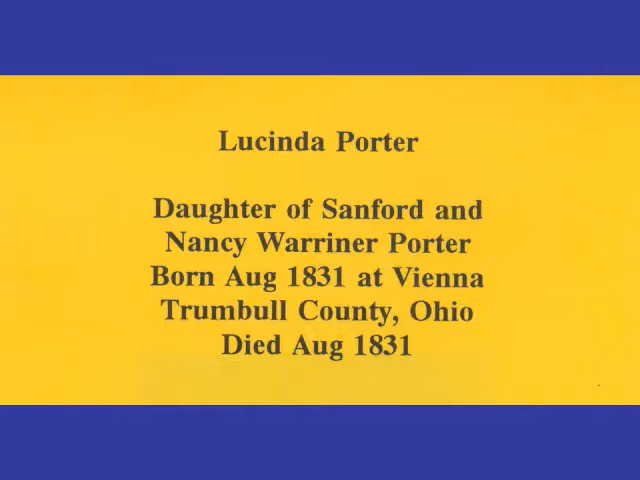 Lucinda Porter
Daughter of Sanford and
Nancy Warriner Porter
Born Aug 1831 at Vienna
Trumbull County, Ohio
Died Aug 1831